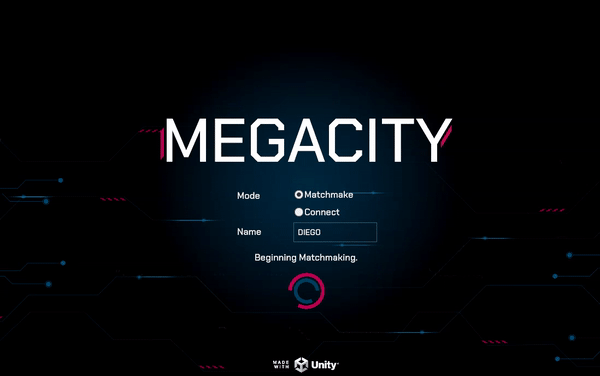 MEGACITY
Mode
Matchmake
Connect
Name
DIEGO
Beginning Matchmaking.
MADE WITH
Unity